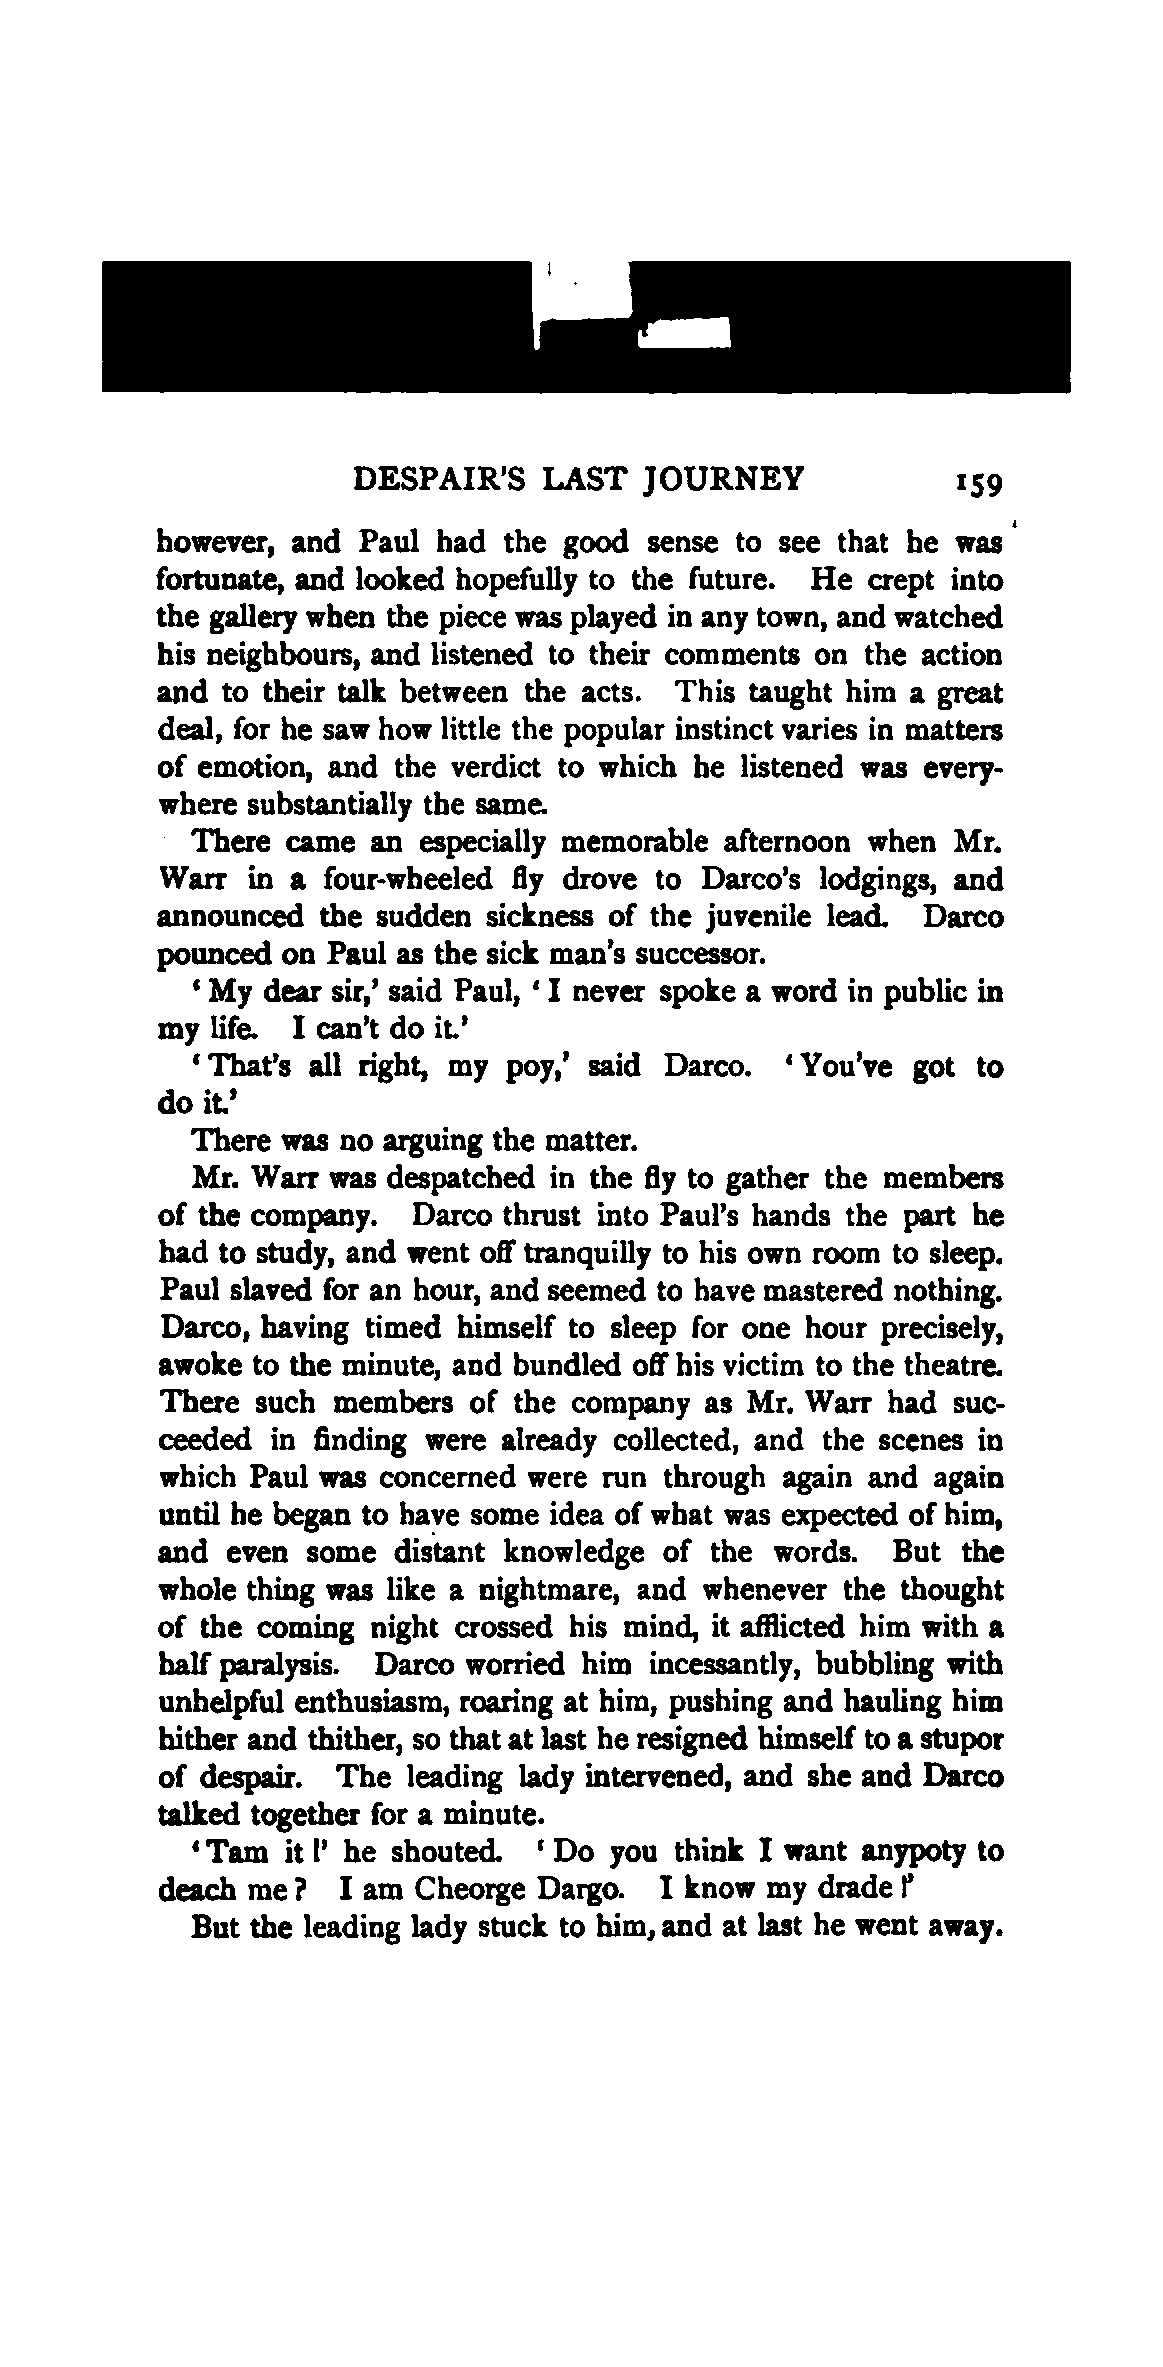 DESPAIR'S LAST JOURNEY 159
however, and Paul had the good sense to see that he was
fortunate, and looked hopefully to the future. He crept into
the gallery when the piece was played in any town, and watched
his neighbours, and listened to their comments on the action
and to their talk between the acts. This taught him a great
deal, for he saw how little the popular instinct varies in matters
of emotion, and the verdict to which he listened was every-
where substantially the same.
There came an especially memorable afternoon when Mr.
Warr in a four-wheeled fly drove to Darco's lodgings, and
announced the sudden sickness of the juvenile lead. Darco
pounced on Paul as the sick man's successor.
‘My dear sir,’ said Paul, ‘I never spoke a word in public in
my life. I can't do it.’
‘That's all right, my poy,’ said Darco. ‘You've got to
do it.’
There was no arguing the matter.
Mr. Warr was despatched in the fly to gather the members
of the company. Darco thrust into Paul's hands the part he
had to study, and went off tranquilly to his own room to sleep.
Paul slaved for an hour, and seemed to have mastered nothing.
Darco, having timed himself to sleep for one hour precisely,
awoke to the minute, and bundled off his victim to the theatre.
There such members of the company as Mr. Warr had suc-
ceeded in finding were already collected, and the scenes in
which Paul was concerned were run through again and again
until he began to have some idea of what was expected of him,
and even some distant knowledge of the words. But the
whole thing was like a nightmare, and whenever the thought
of the coming night crossed his mind, it afflicted him with a
half paralysis. Darco worried him incessantly, bubbling with
unhelpful enthusiasm, roaring at him, pushing and hauling him
hither and thither, so that at last he resigned himself to a stupor
of despair. The leading lady intervened, and she and Darco
talked together for a minute.
‘Tam it!’ he shouted. ‘Do you think I want anypoty to
deach me? I am Cheorge Dargo. I know my drade!’
But the leading lady stuck to him, and at last he went away.